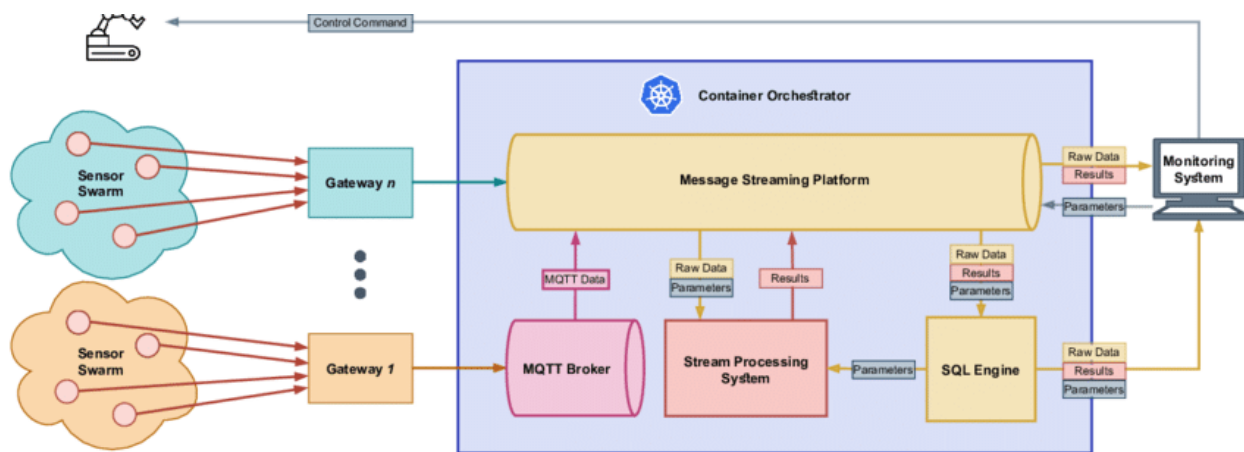 Control Command
Container Orchestrator
Sensor
Swarm
Gateway n
Message Streaming Platform
Raw Data
Results
Parameters
Monitoring
System
MQTT Data
Raw Data
Parameters
Results
Raw Data
Results
Parameters
Sensor
Swarm
Gateway 1
MQTT Broker
Stream Processing
System
Parameters
SQL Engine
Raw Data
Results
Parameters